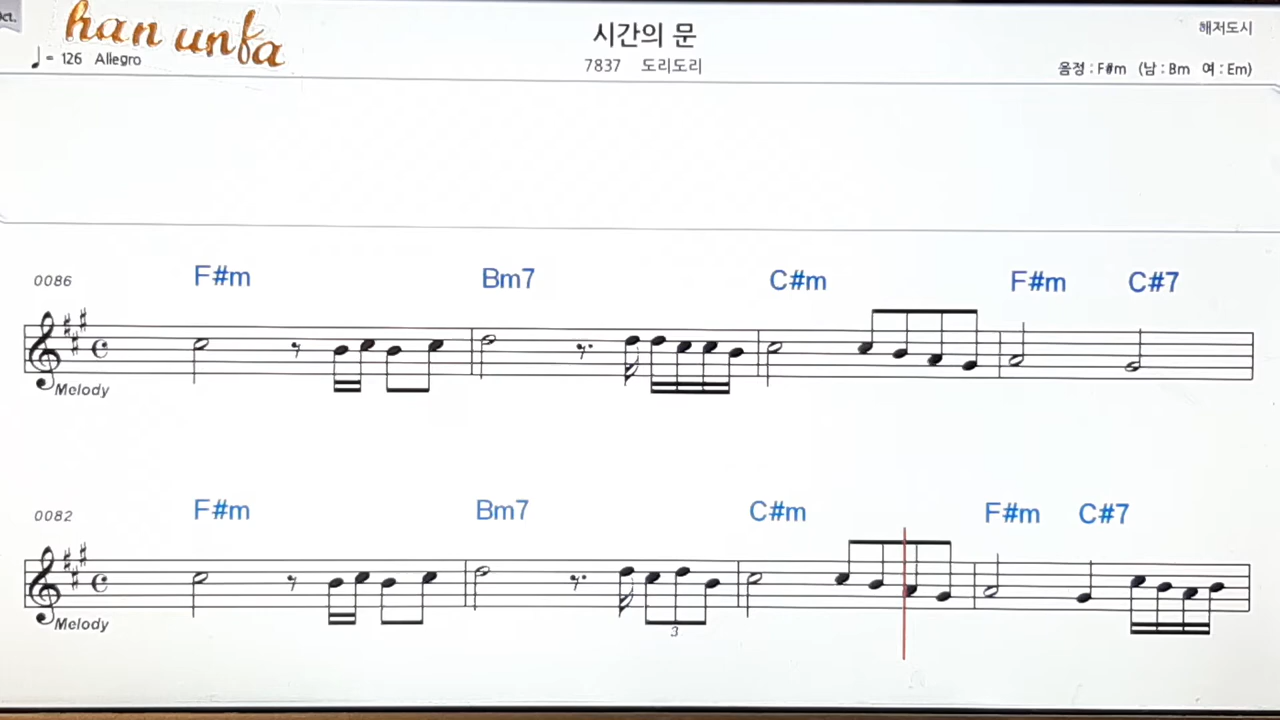 han unfa
시간의 문
해저도시
= 126 Allegro
7837 도리도리
음정 : F#m (남 : Bm 여 : Em)
0086 F#m Bm7 C#m F#m C#7
Melody
0082 F#m Bm7 C#m F#m C#7
3
Melody